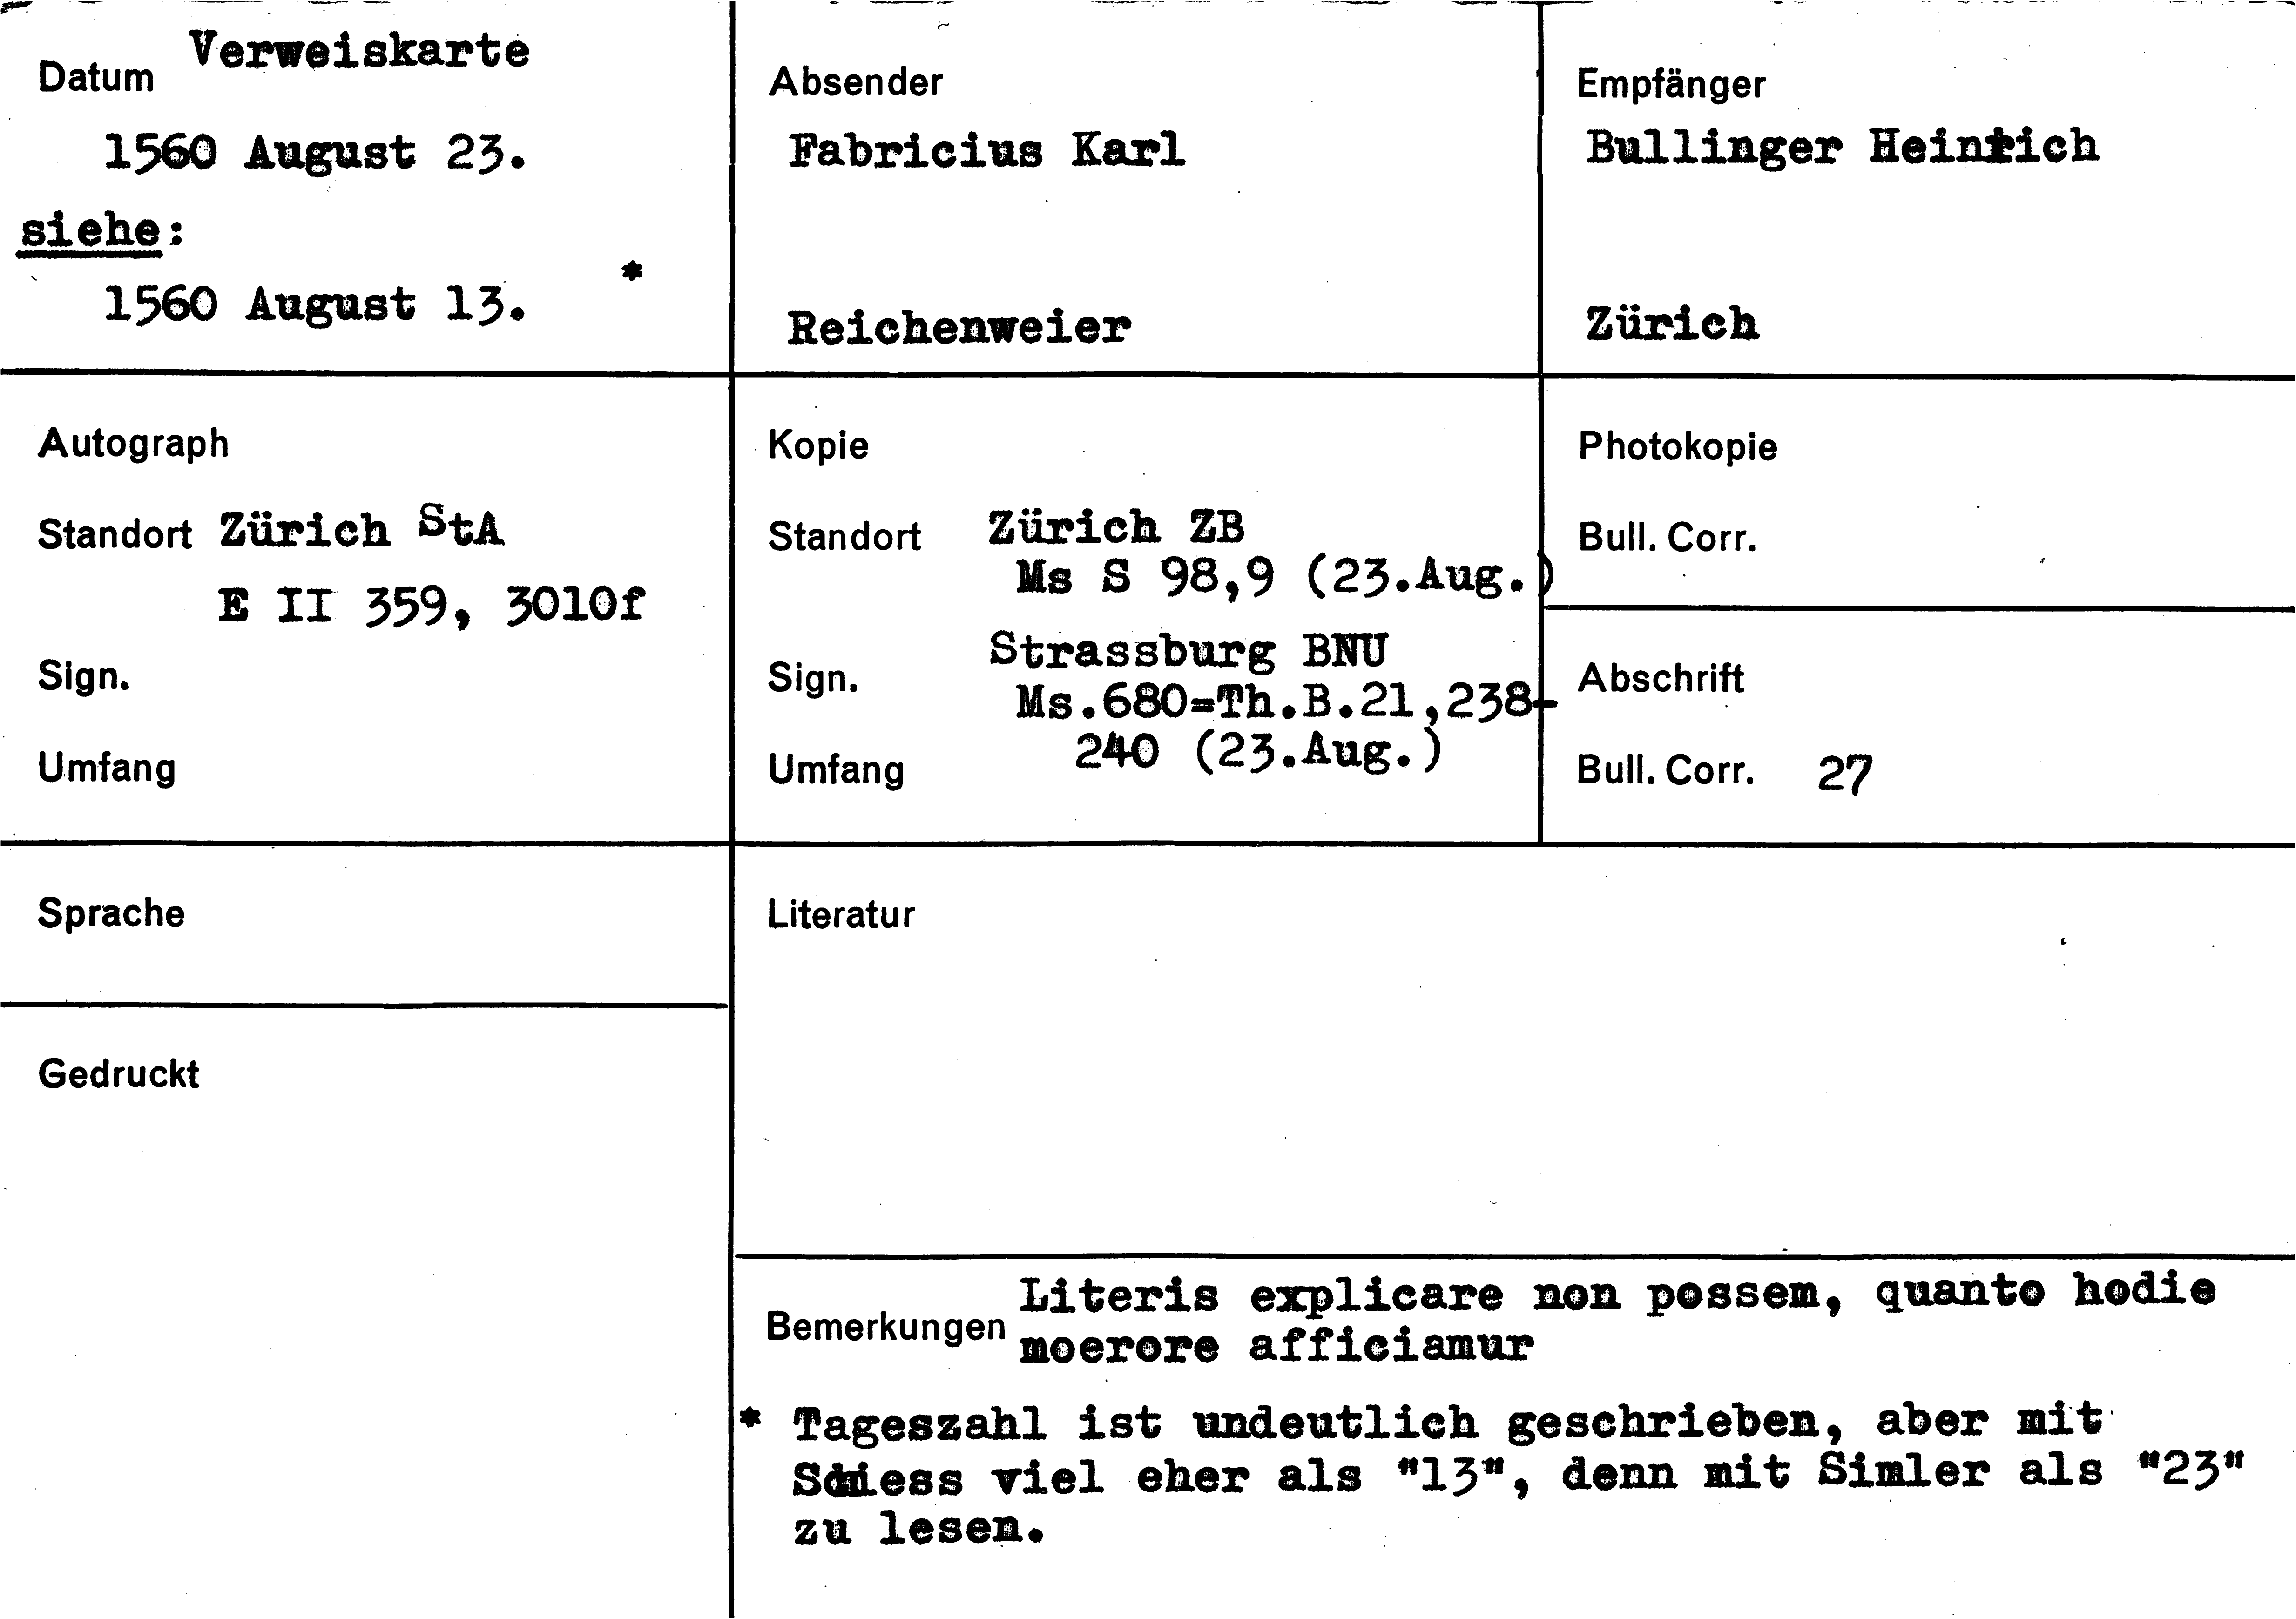 Verweiskarte
Datum
1560 August 23.
siehe:
*
1560 August 13.
Absender
Fabricius Karl
Reichenweier
Empfänger
Bullinger Heinrich
Zürich
Autograph
Standort Zürich StA
E II 359, 3010f
Sign.
Umfang
Kopie
Standort Zürich ZB
Ms S 98,9 (23.Aug.)
Strassburg BNU
Sign.
Ms.680=Th.B.21,238-
240 (23.Aug.)
Umfang
Photokopie
Bull. Corr.
Abschrift
Bull. Corr. 27
Sprache
Literatur
Gedruckt
Literis explicare non possem, quanto hodie
Bemerkungen
moerore afficiamur
* Tageszahl ist undeutlich geschrieben, aber mit
Schiess viel eher als "13", denn mit Simler als "23"
zu lesen.